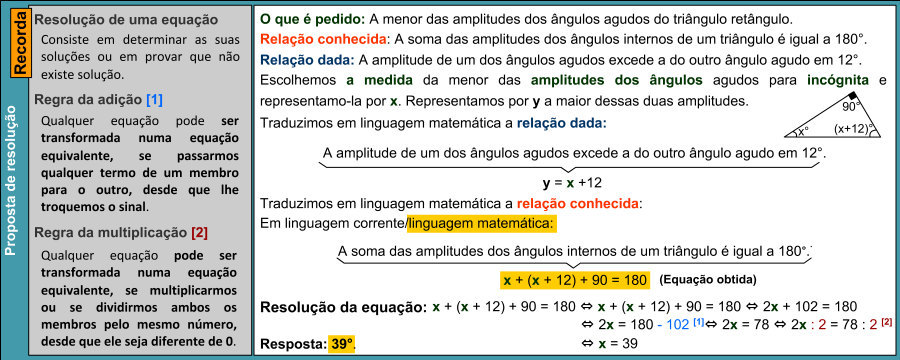 Proposta de resolução
Recorda
Resolução de uma equação
Consiste em determinar as suas
soluções ou em provar que não
existe solução.
Regra da adição [1]
Qualquer equação pode ser
transformada numa equação
equivalente, se passarmos
qualquer termo de um membro
para o outro, desde que lhe
troquemos o sinal.
Regra da multiplicação [2]
Qualquer equação pode ser
transformada numa equação
equivalente, se multiplicarmos
ou se dividirmos ambos os
membros pelo mesmo número,
desde que ele seja diferente de 0.
O que é pedido: A menor das amplitudes dos ângulos agudos do triângulo retângulo.
Relação conhecida: A soma das amplitudes dos ângulos internos de um triângulo é igual a 180°.
Relação dada: A amplitude de um dos ângulos agudos excede a do outro ângulo agudo em 12°.
Escolhemos a medida da menor das amplitudes dos ângulos agudos para incógnita e
representamo-la por x. Representamos por y a maior dessas duas amplitudes.
90°
x° (x+12)°
Traduzimos em linguagem matemática a relação dada:
A amplitude de um dos ângulos agudos excede a do outro ângulo agudo em 12°.
y = x +12
Traduzimos em linguagem matemática a relação conhecida:
Em linguagem corrente/linguagem matemática:
A soma das amplitudes dos ângulos internos de um triângulo é igual a 180°.
x + (x + 12) + 90 = 180 (Equação obtida)
Resolução da equação: x + (x + 12) + 90 = 180 ⇔ x + (x + 12) + 90 = 180 ⇔ 2x + 102 = 180
⇔ 2x = 180 - 102 [1] ⇔ 2x = 78 ⇔ 2x : 2 = 78 : 2 [2]
⇔ x = 39
Resposta: 39°.